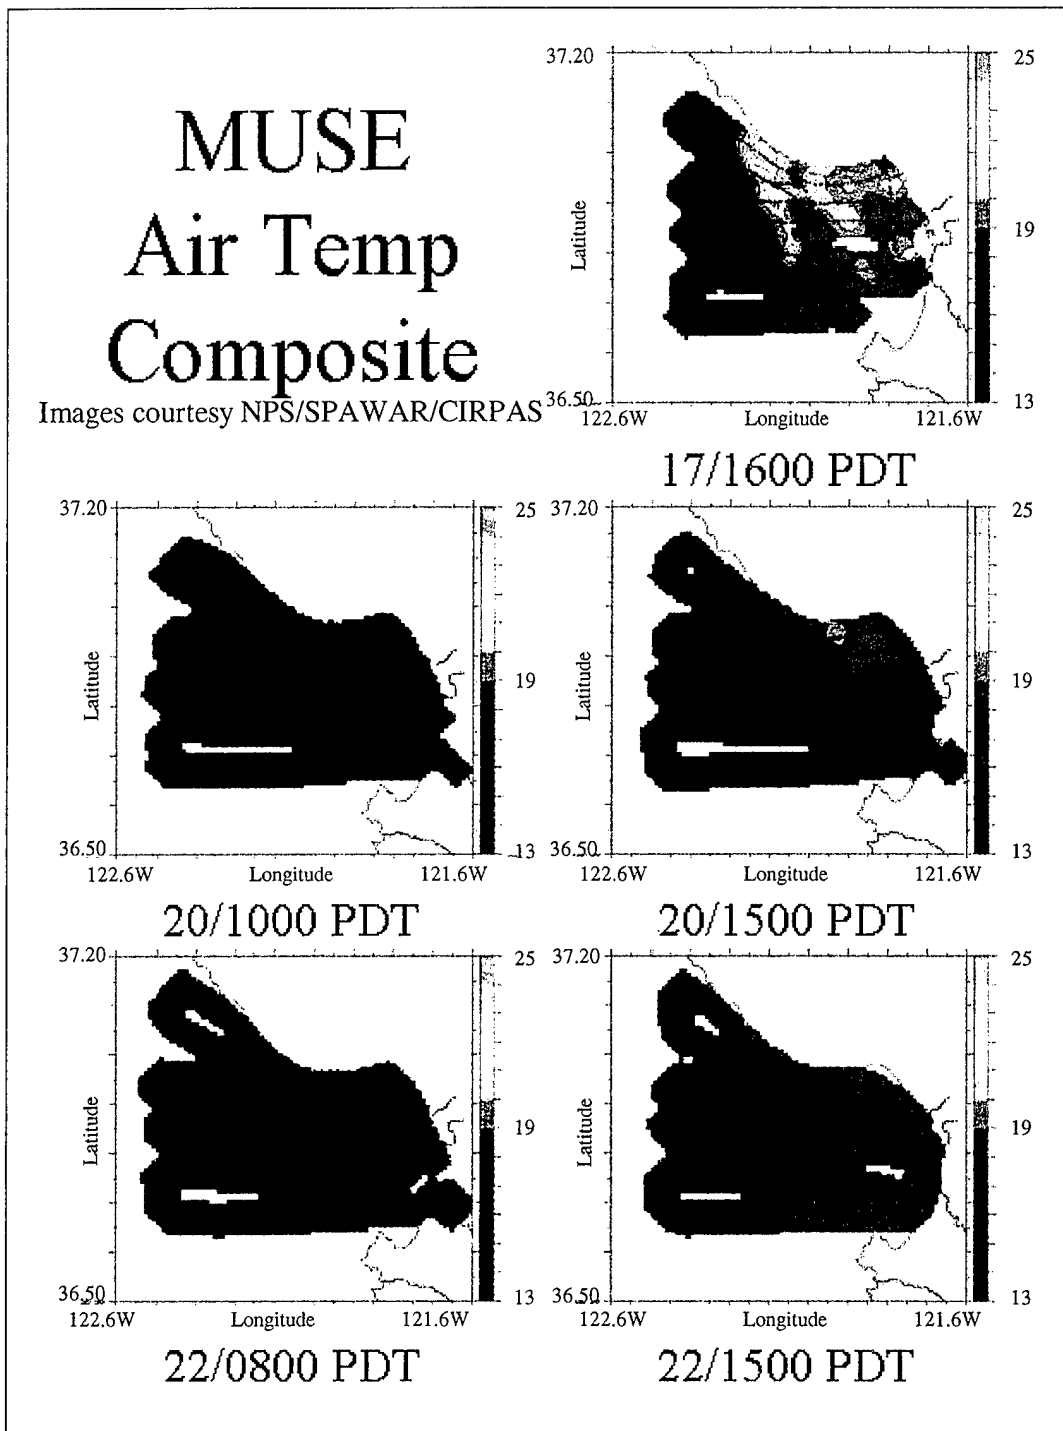 MUSE
Air Temp
Composite
Images courtesy NPS/SPAWAR/CIRPAS
37.20
25
Latitude
19
36.50
13
122.6W
Longitude
121.6W
17/1600 PDT
37.20
25
Latitude
19
36.50
13
122.6W
Longitude
121.6W
20/1000 PDT
37.20
25
Latitude
19
36.50
13
122.6W
Longitude
121.6W
20/1500 PDT
37.20
25
Latitude
19
36.50
13
122.6W
Longitude
121.6W
22/0800 PDT
37.20
25
Latitude
19
36.50
13
122.6W
Longitude
121.6W
22/1500 PDT